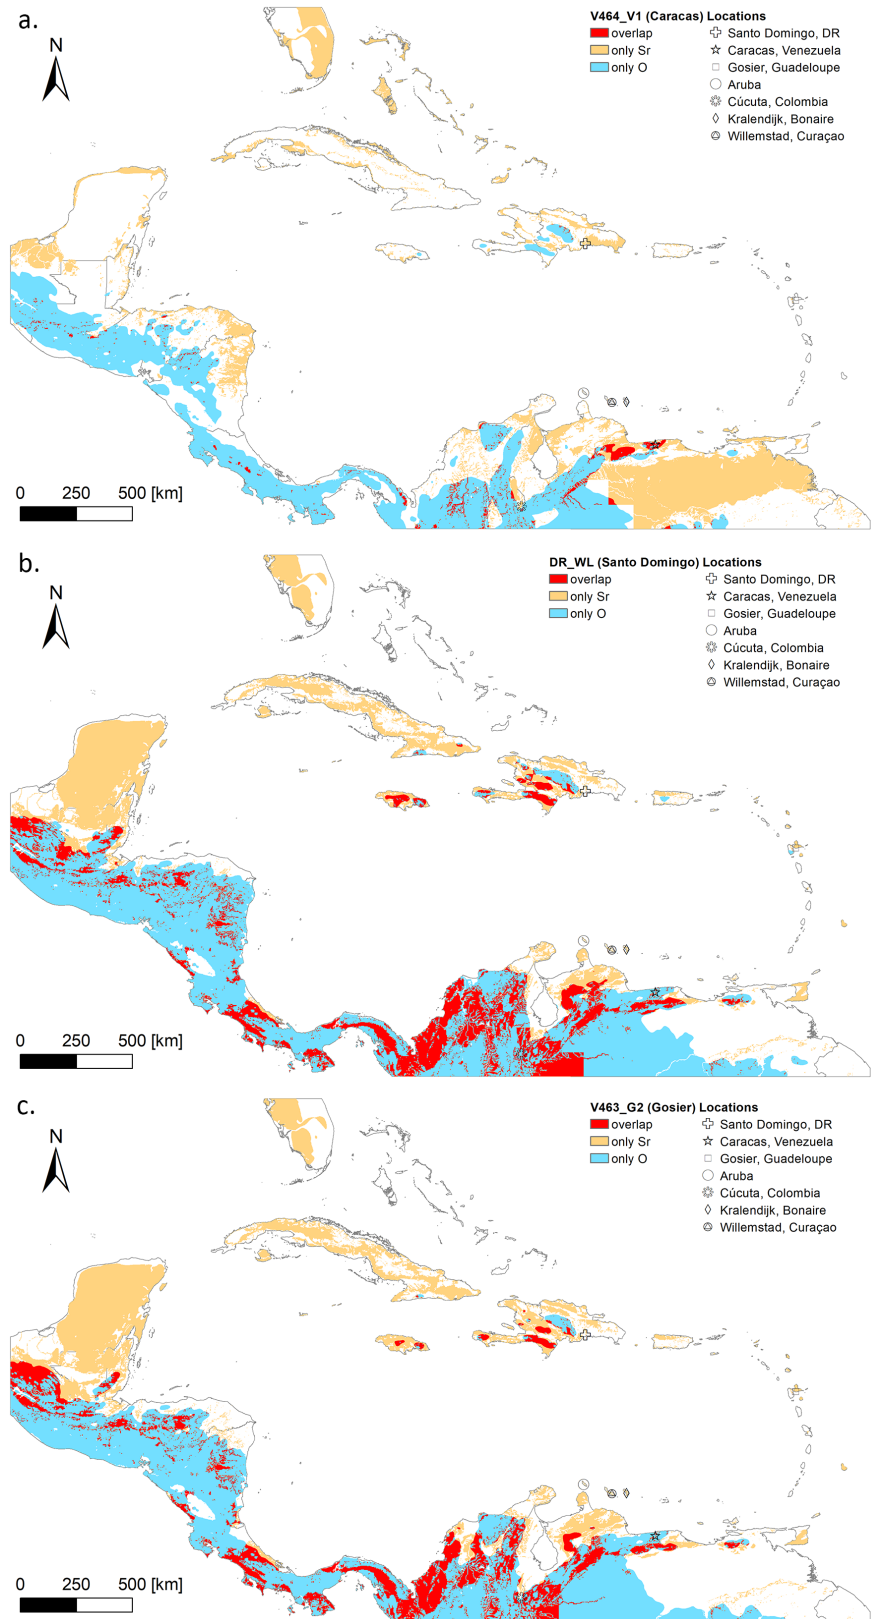 a.
N
V464_V1 (Caracas) Locations
overlap
only Sr
only O
Santo Domingo, DR
Caracas, Venezuela
Gosier, Guadeloupe
Aruba
Cúcuta, Colombia
Kralendijk, Bonaire
Willemstad, Curaçao
0 250 500 [km]
b.
N
DR_WL (Santo Domingo) Locations
overlap
only Sr
only O
Santo Domingo, DR
Caracas, Venezuela
Gosier, Guadeloupe
Aruba
Cúcuta, Colombia
Kralendijk, Bonaire
Willemstad, Curaçao
0 250 500 [km]
c.
N
V463_G2 (Gosier) Locations
overlap
only Sr
only O
Santo Domingo, DR
Caracas, Venezuela
Gosier, Guadeloupe
Aruba
Cúcuta, Colombia
Kralendijk, Bonaire
Willemstad, Curaçao
0 250 500 [km]